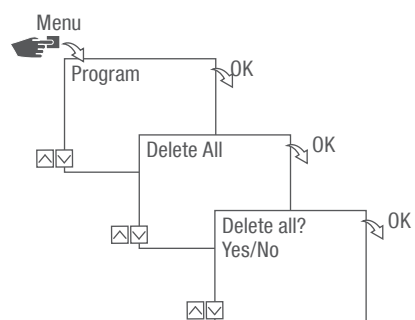 Menu
Program
OK
Delete All
OK
Delete all?
Yes/No
OK